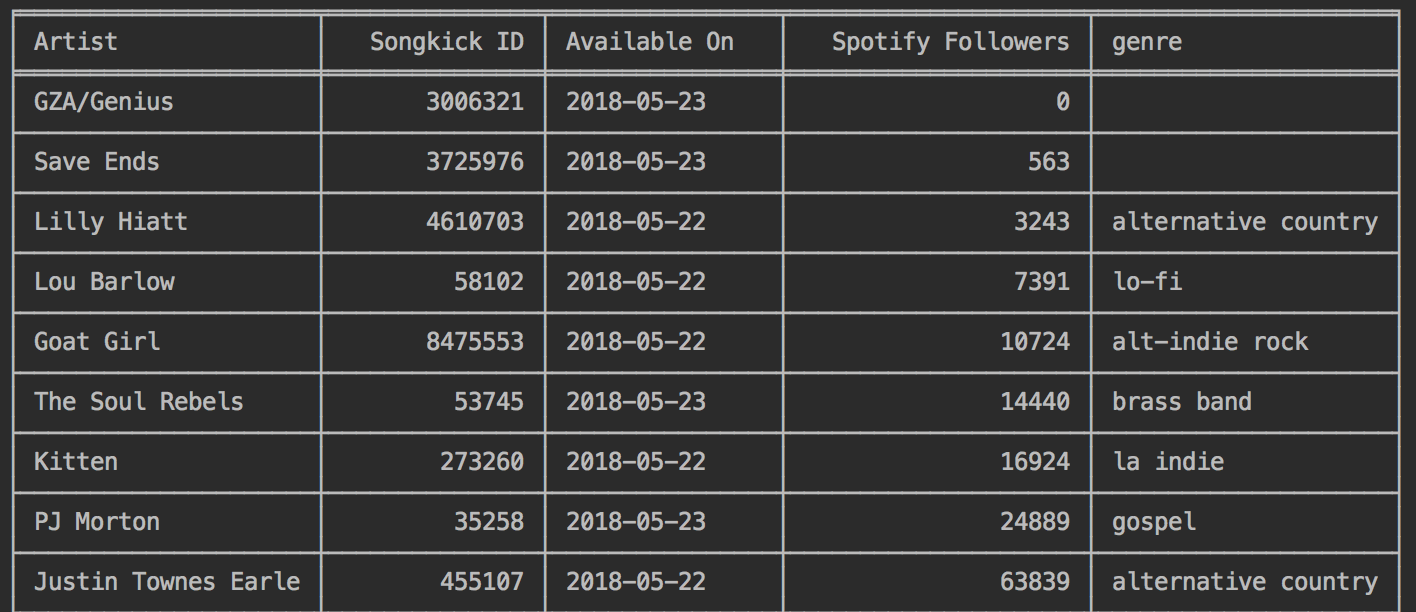 Artist Songkick ID Available On Spotify Followers genre
GZA/Genius 3006321 2018-05-23 0
Save Ends 3725976 2018-05-23 563
Lilly Hiatt 4610703 2018-05-22 3243 alternative country
Lou Barlow 58102 2018-05-22 7391 lo-fi
Goat Girl 8475553 2018-05-22 10724 alt-indie rock
The Soul Rebels 53745 2018-05-23 14440 brass band
Kitten 273260 2018-05-22 16924 la indie
PJ Morton 35258 2018-05-23 24889 gospel
Justin Townes Earle 455107 2018-05-22 63839 alternative country